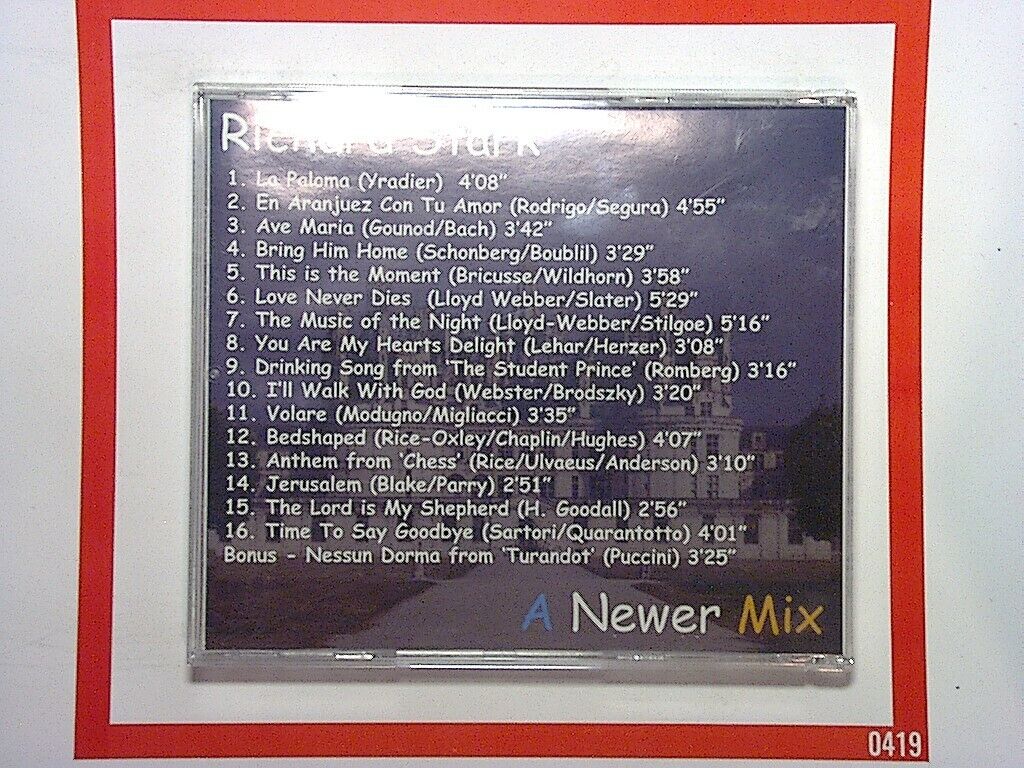 Richard Stark
1. La Paloma (Yradier) 4'08"
2. En Aranjuez Con Tu Amor (Rodrigo/Segura) 4'55"
3. Ave Maria (Gounod/Bach) 3'42"
4. Bring Him Home (Schonberg/Boublil) 3'29"
5. This is the Moment (Bricusse/Wildhorn) 3'58"
6. Love Never Dies (Lloyd Webber/Slater) 5'29"
7. The Music of the Night (Lloyd-Webber/Stilgoe) 5'16"
8. You Are My Hearts Delight (Lehar/Herzer) 3'08"
9. Drinking Song from 'The Student Prince' (Romberg) 3'16"
10. I'll Walk With God (Webster/Brodszky) 3'20"
11. Volare (Modugno/Migliacci) 3'35"
12. Bedshaped (Rice-Oxley/Chaplin/Hughes) 4'07"
13. Anthem from 'Chess' (Rice/Ulvaeus/Anderson) 3'10"
14. Jerusalem (Blake/Parry) 2'51"
15. The Lord is My Shepherd (H. Goodall) 2'56"
16. Time To Say Goodbye (Sartori/Quarantotto) 4'01"
Bonus - Nessun Dorma from 'Turandot' (Puccini) 3'25"
A Newer Mix
0419